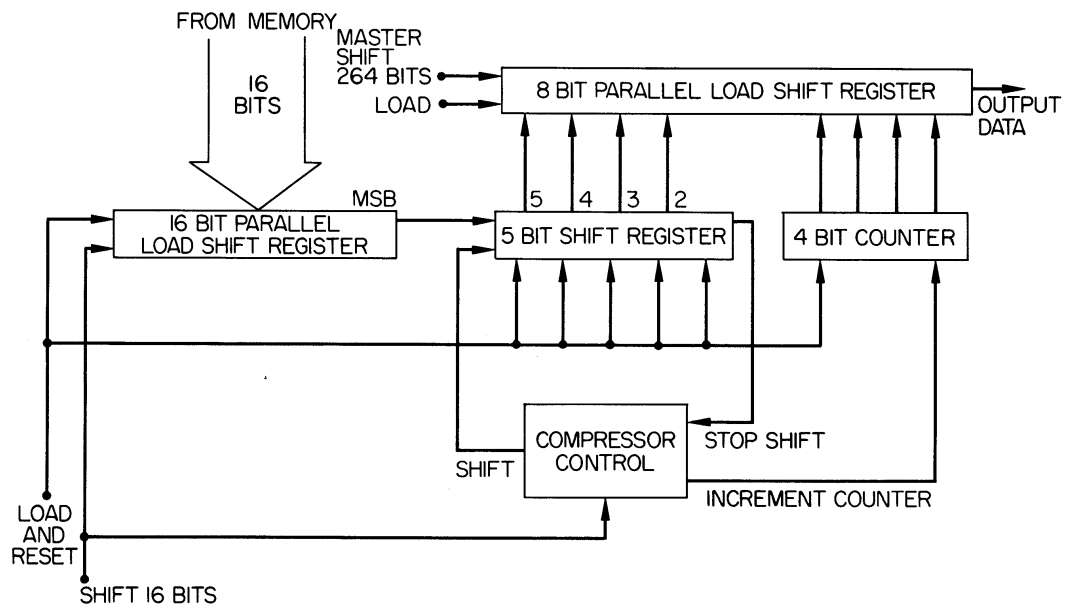 FROM MEMORY
16
BITS
MASTER
SHIFT
264 BITS
LOAD
8 BIT PARALLEL LOAD SHIFT REGISTER
OUTPUT
DATA
MSB
5 4 3 2
16 BIT PARALLEL
LOAD SHIFT REGISTER
5 BIT SHIFT REGISTER
4 BIT COUNTER
COMPRESSOR
CONTROL
STOP SHIFT
SHIFT
INCREMENT COUNTER
LOAD
AND
RESET
SHIFT 16 BITS